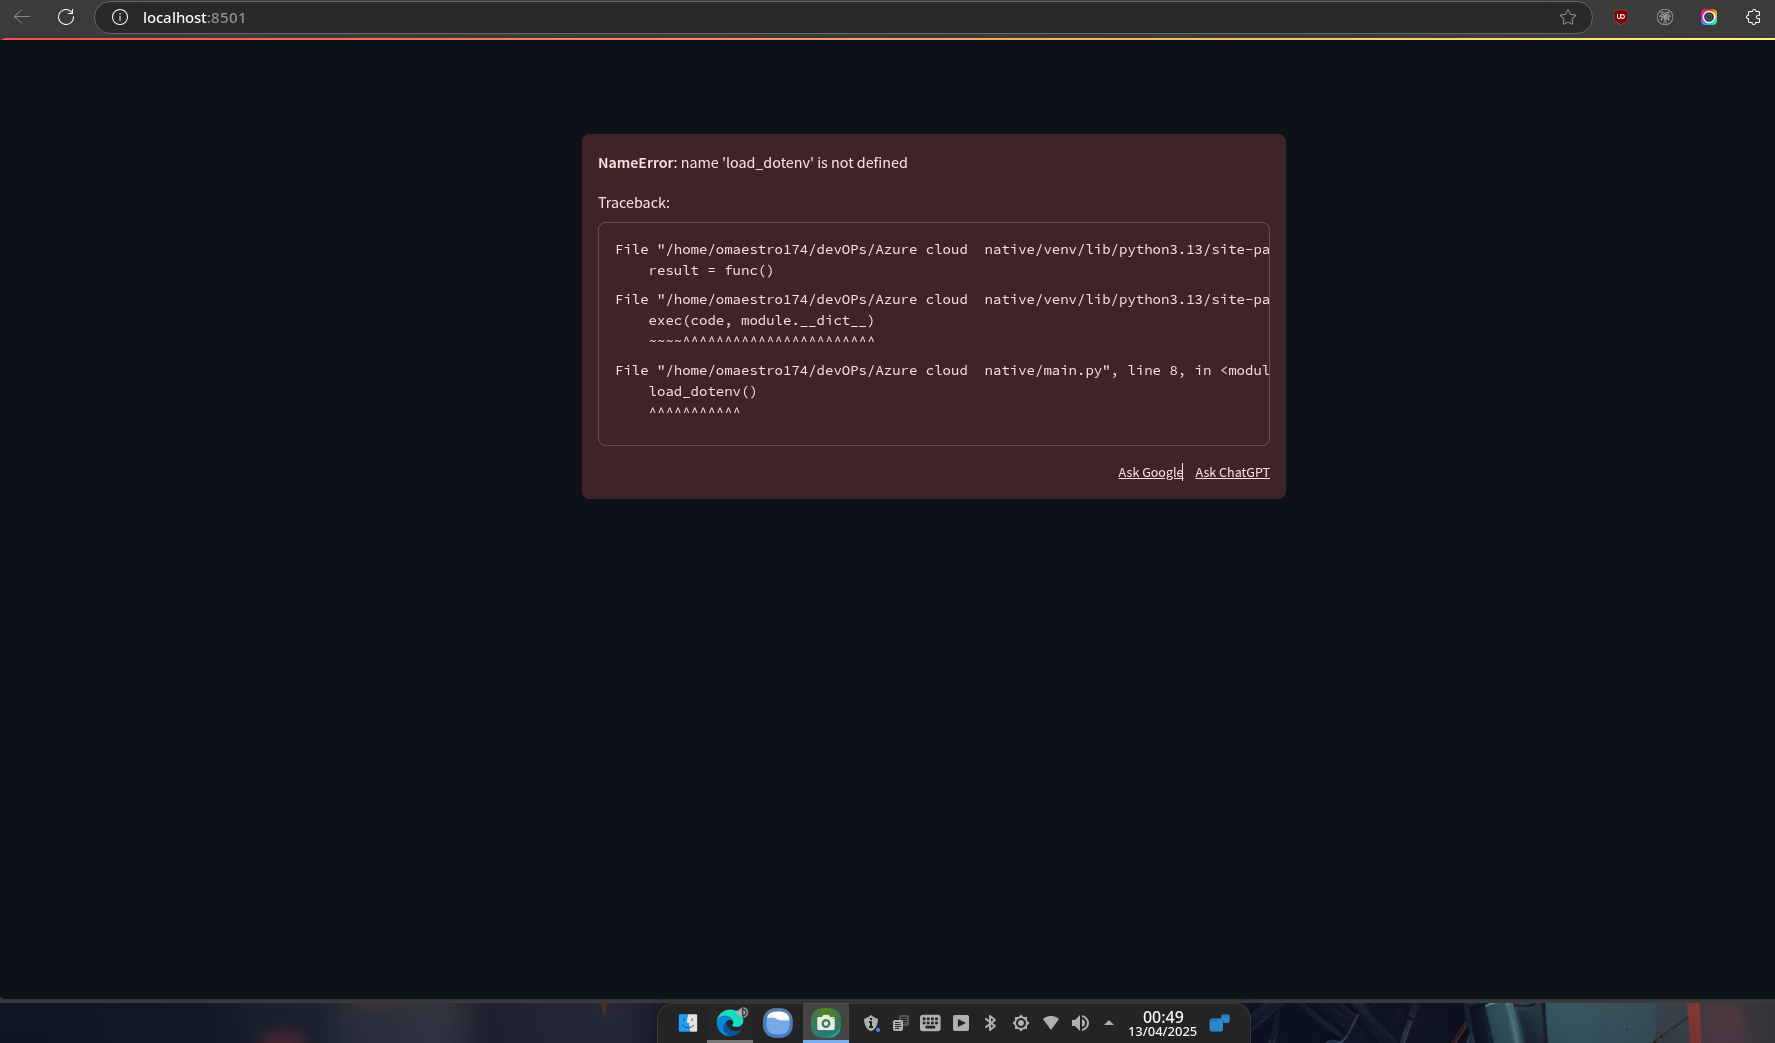 localhost:8501
NameError: name 'load_dotenv' is not defined
Traceback:
File "/home/omaestro174/devOPs/Azure cloud  native/venv/lib/python3.13/site-pa
    result = func()
File "/home/omaestro174/devOPs/Azure cloud  native/venv/lib/python3.13/site-pa
    exec(code, module.__dict__)
    ~~~~^^^^^^^^^^^^^^^^^^^^^^^
File "/home/omaestro174/devOPs/Azure cloud  native/main.py", line 8, in <modul
    load_dotenv()
    ^^^^^^^^^^^
Ask Google Ask ChatGPT
00:49
13/04/2025